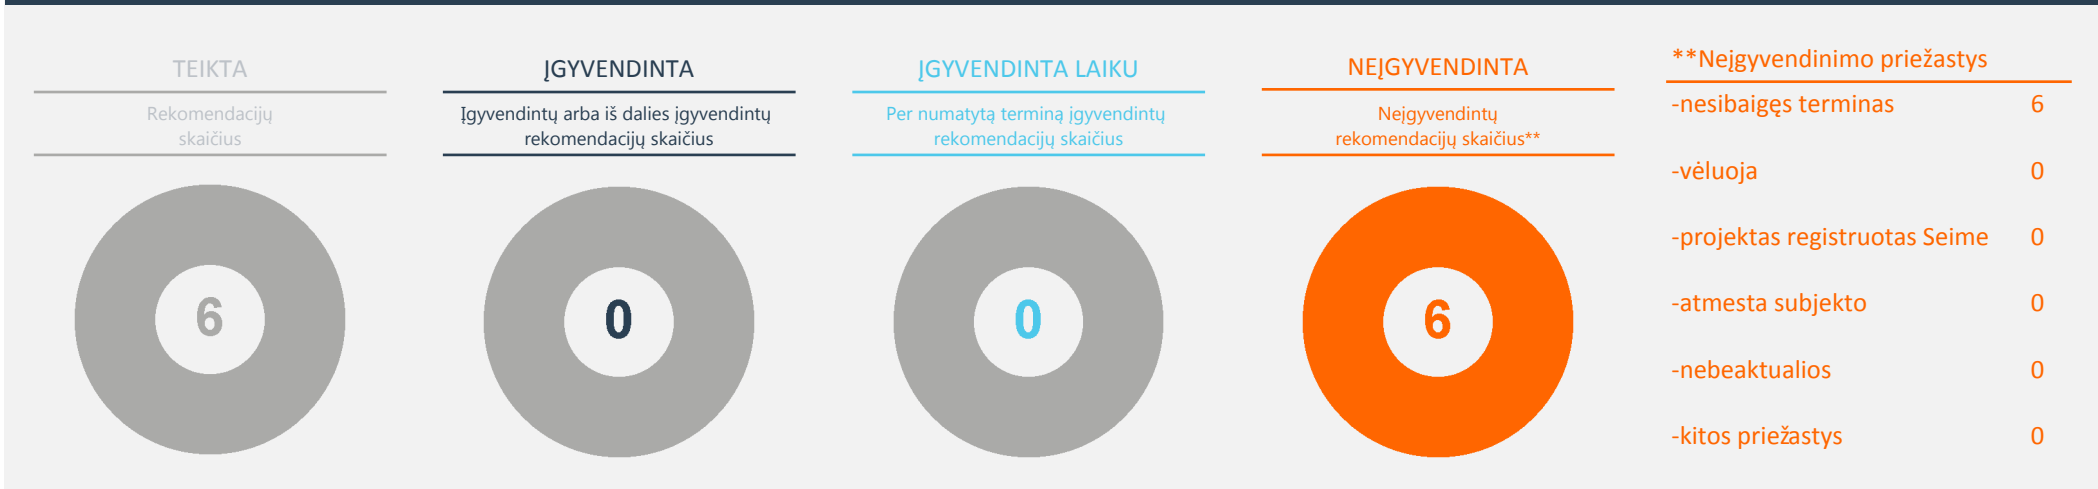 TEIKTA
Rekomendacijų
skaičius
6
ĮGYVENDINTA
Įgyvendintų arba iš dalies įgyvendintų
rekomendacijų skaičius
0
ĮGYVENDINTA LAIKU
Per numatytą terminą įgyvendintų
rekomendacijų skaičius
0
NEĮGYVENDINTA
Neįgyvendintų
rekomendacijų skaičius**
6
**Neįgyvendinimo priežastys
-nesibaigęs terminas 6
-vėluoja 0
-projektas registruotas Seime 0
-atmesta subjekto 0
-nebeaktualios 0
-kitos priežastys 0